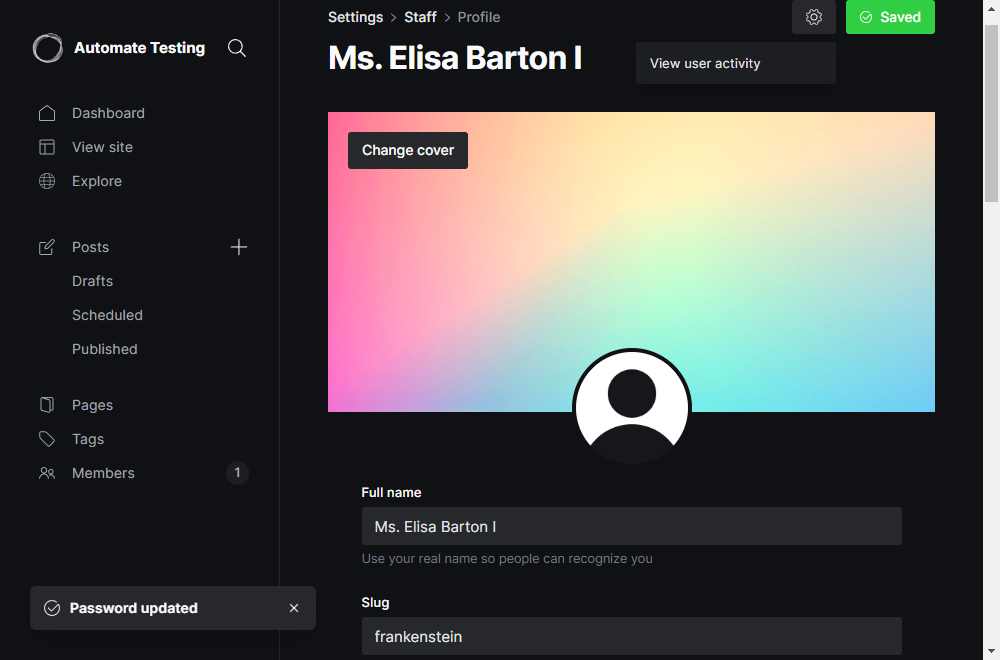 Automate Testing
Dashboard
View site
Explore
Posts
Drafts
Scheduled
Published
Pages
Tags
Members 1
Password updated
Settings > Staff > Profile
Saved
Ms. Elisa Barton I
View user activity
Change cover
Full name
Ms. Elisa Barton I
Use your real name so people can recognize you
Slug
frankenstein